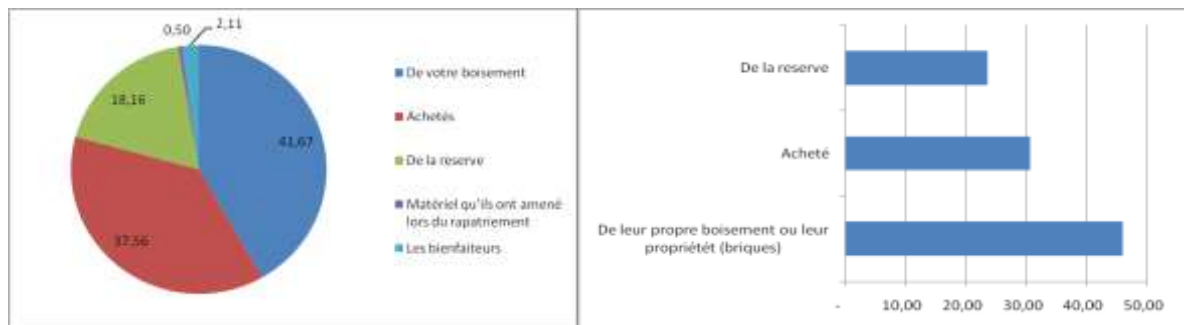 0,50
2,11
18,16
41,67
37,56
De votre boisement
Achetés
De la reserve
Matériel qu'ils ont amené
lors du rapatriement
Les bienfaiteurs
De la reserve
Acheté
De leur propre boisement ou leur
propriétét (briques)
- 10,00 20,00 30,00 40,00 50,00